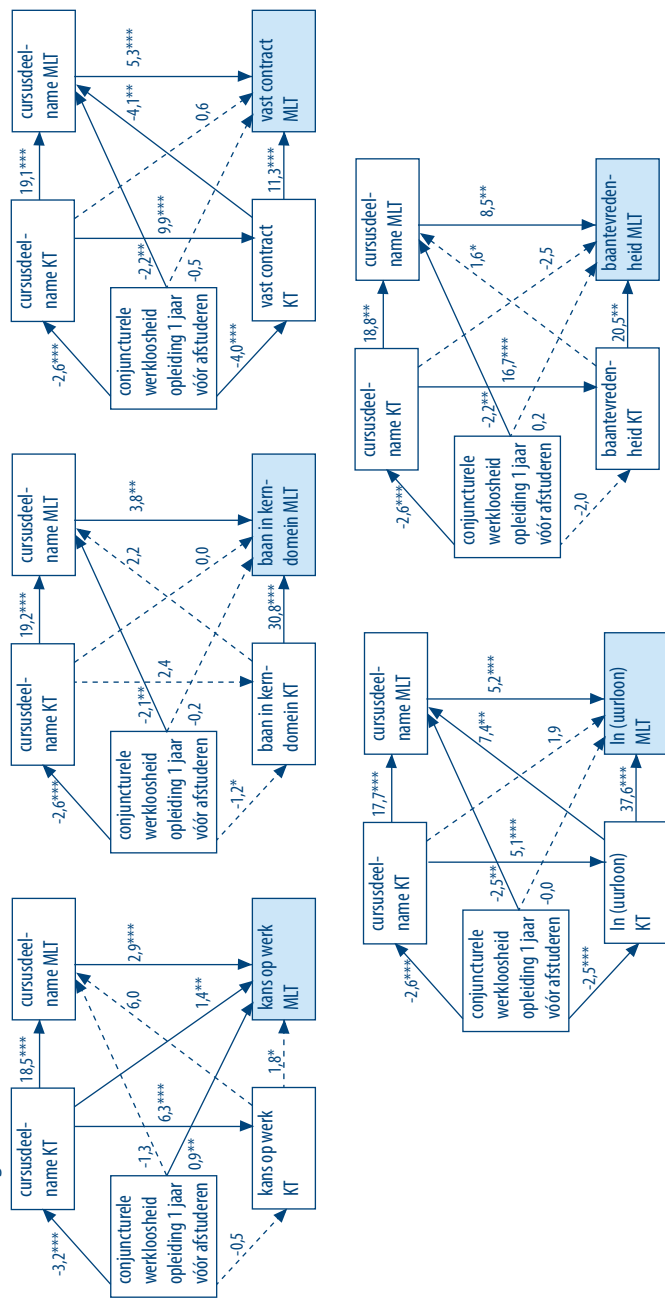 cursusdeel-
name KT
18,5***
cursusdeel-
name MLT
-3,2***
conjuncturele
werkloosheid
opleiding 1 jaar
vóór afstuderen
-1,3
0,9**
6,3***
6,0
1,4**
2,9***
-0,5
kans op werk
KT
1,8*
kans op werk
MLT
cursusdeel-
name KT
19,2***
cursusdeel-
name MLT
-2,6***
conjuncturele
werkloosheid
opleiding 1 jaar
vóór afstuderen
-2,1**
-0,2
2,4
2,2
0,0
3,8**
-1,2*
baan in kern-
domein KT
30,8***
baan in kern-
domein MLT
cursusdeel-
name KT
19,1***
cursusdeel-
name MLT
-2,6***
conjuncturele
werkloosheid
opleiding 1 jaar
vóór afstuderen
-2,2**
-0,5
9,9***
-4,1**
0,6
5,3***
-4,0***
vast contract
KT
11,3***
vast contract
MLT
cursusdeel-
name KT
17,7***
cursusdeel-
name MLT
-2,6***
conjuncturele
werkloosheid
opleiding 1 jaar
vóór afstuderen
-2,5**
-0,0
5,1***
7,4**
1,9
5,2***
-2,5***
ln (uurloon)
KT
37,6***
ln (uurloon)
MLT
cursusdeel-
name KT
18,8**
cursusdeel-
name MLT
-2,6***
conjuncturele
werkloosheid
opleiding 1 jaar
vóór afstuderen
-2,2**
0,2
16,7***
1,6*
-2,5
8,5**
-2,0
baantevreden-
heid KT
20,5**
baantevreden-
heid MLT